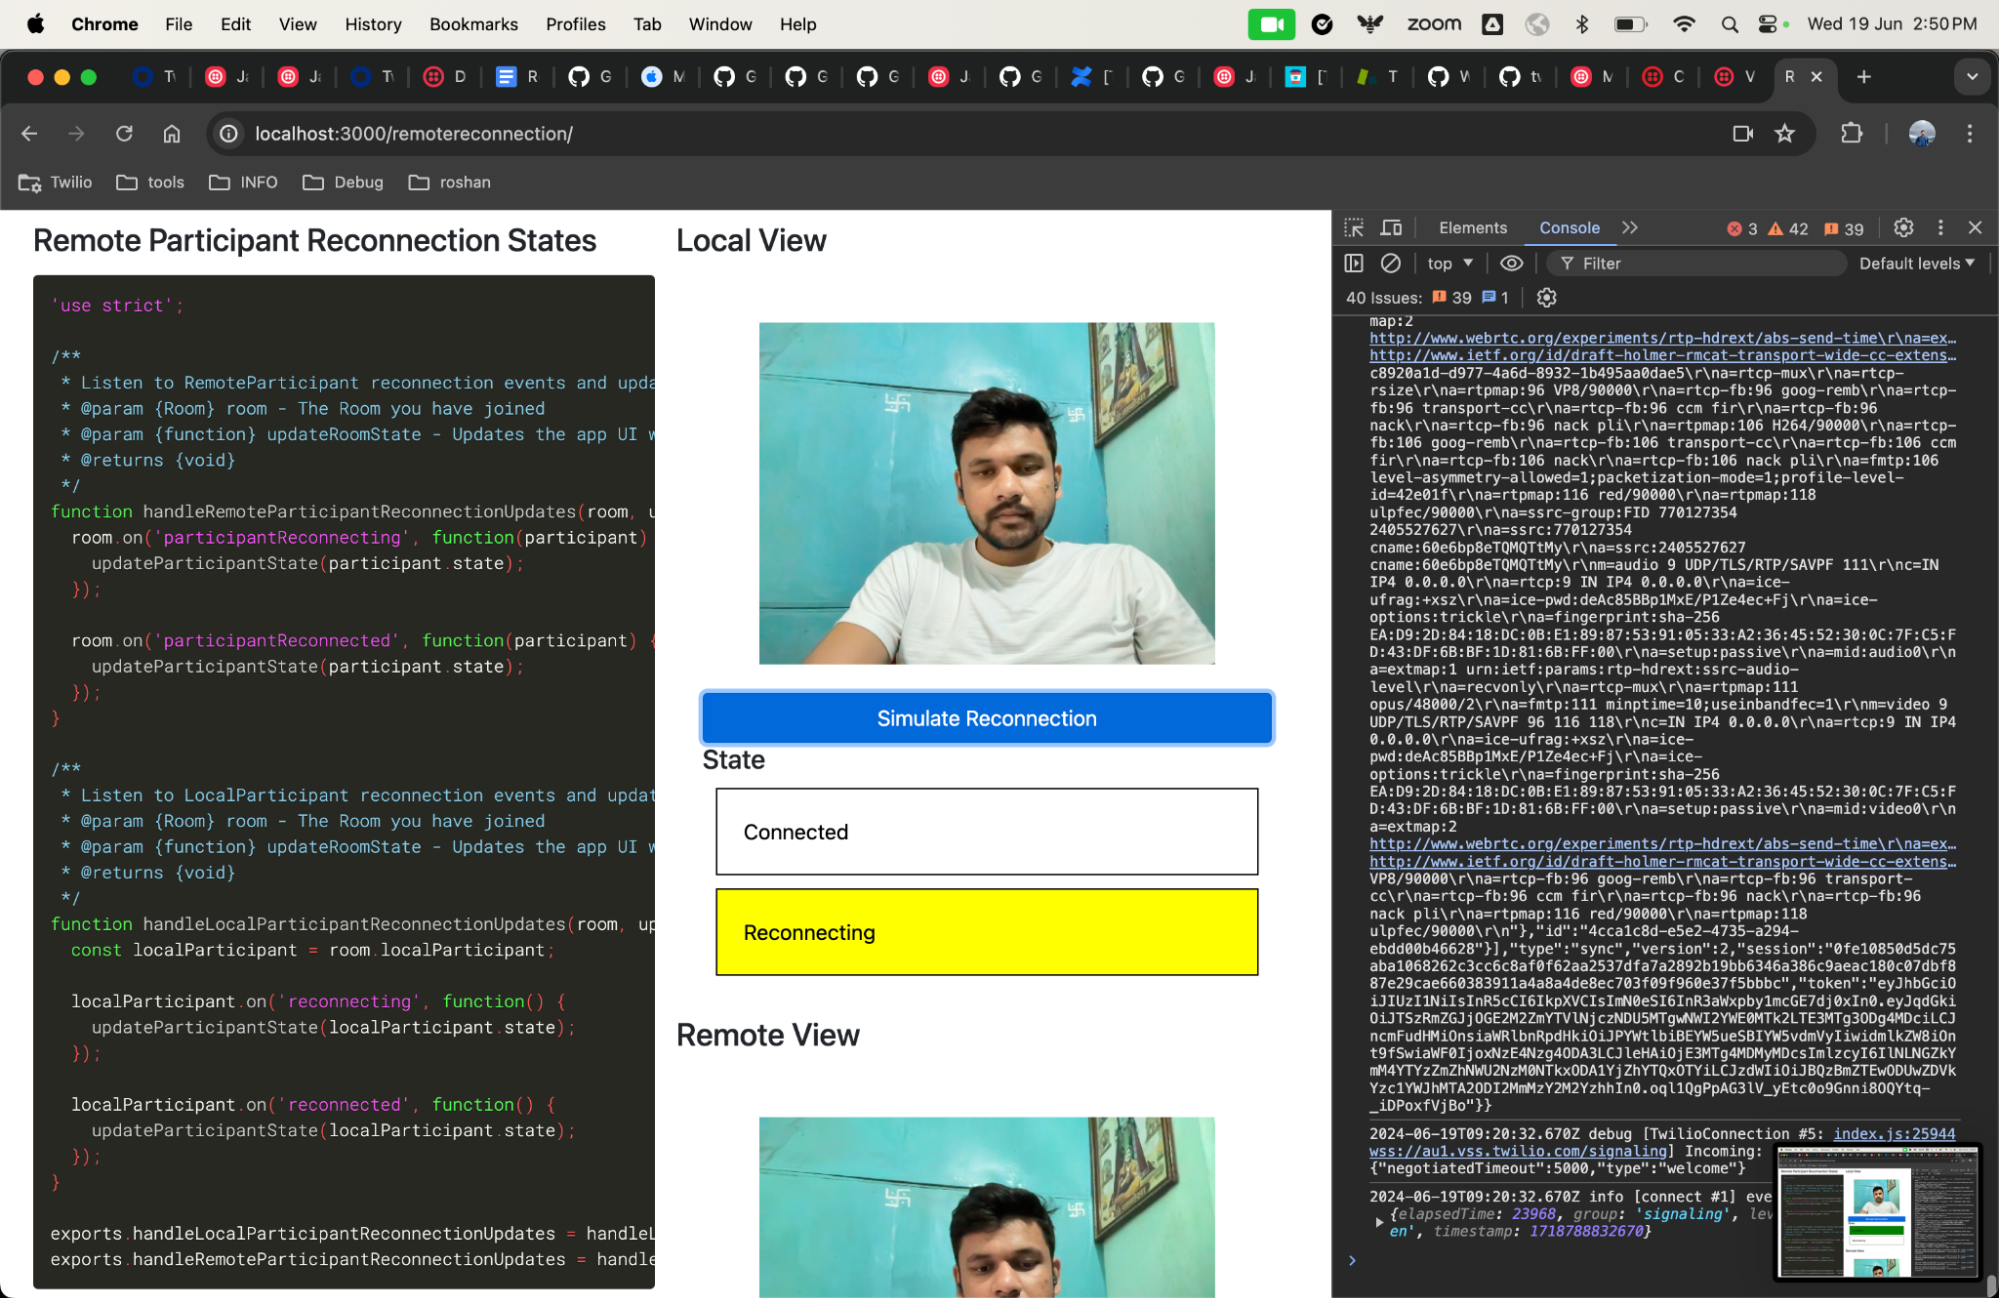 Chrome File Edit View History Bookmarks Profiles Tab Window Help zoom Wed 19 Jun 2:50 PM
localhost:3000/remotereconnection/
Twilio tools INFO Debug roshan
Remote Participant Reconnection States
'use strict';
/**
* Listen to RemoteParticipant reconnection events and upda
* @param {Room} room - The Room you have joined
* @param {function} updateRoomState - Updates the app UI w
* @returns {void}
*/
function handleRemoteParticipantReconnectionUpdates(room, u
room.on('participantReconnecting', function(participant)
updateParticipantState(participant.state);
});
room.on('participantReconnected', function(participant) {
updateParticipantState(participant.state);
});
}
/**
* Listen to LocalParticipant reconnection events and updat
* @param {Room} room - The Room you have joined
* @param {function} updateRoomState - Updates the app UI w
* @returns {void}
*/
function handleLocalParticipantReconnectionUpdates(room, up
const localParticipant = room.localParticipant;
localParticipant.on('reconnecting', function() {
updateParticipantState(localParticipant.state);
});
localParticipant.on('reconnected', function() {
updateParticipantState(localParticipant.state);
});
}
exports.handleLocalParticipantReconnectionUpdates = handleL
exports.handleRemoteParticipantReconnectionUpdates = handle
Local View
Simulate Reconnection
State
Connected
Reconnecting
Remote View
Elements Console 3 42 39
top Filter Default levels
40 Issues: 39 1
map:2
http://www.webrtc.org/experiments/rtp-hdrext/abs-send-time\r\na=ex…
http://www.ietf.org/id/draft-holmer-rmcat-transport-wide-cc-extens…
c8920a1d-d977-4a6d-8932-1b495aa0dae5\r\na=rtcp-mux\r\na=rtcp-
rsize\r\na=rtpmap:96 VP8/90000\r\na=rtcp-fb:96 goog-remb\r\na=rtcp-
fb:96 transport-cc\r\na=rtcp-fb:96 ccm fir\r\na=rtcp-fb:96
nack\r\na=rtcp-fb:96 nack pli\r\na=rtpmap:106 H264/90000\r\na=rtcp-
fb:106 goog-remb\r\na=rtcp-fb:106 transport-cc\r\na=rtcp-fb:106 ccm
fir\r\na=rtcp-fb:106 nack\r\na=rtcp-fb:106 nack pli\r\na=fmtp:106
level-asymmetry-allowed=1;packetization-mode=1;profile-level-
id=42e01f\r\na=rtpmap:116 red/90000\r\na=rtpmap:118
ulpfec/90000\r\na=ssrc-group:FID 770127354
2405527627\r\na=ssrc:770127354
cname:60e6bp8eTQMQTtMy\r\na=ssrc:2405527627
cname:60e6bp8eTQMQTtMy\r\nm=audio 9 UDP/TLS/RTP/SAVPF 111\r\nc=IN
IP4 0.0.0.0\r\na=rtcp:9 IN IP4 0.0.0.0\r\na=ice-
ufrag:+xsz\r\na=ice-pwd:deAc85BBp1MxE/P1Ze4ec+Fj\r\na=ice-
options:trickle\r\na=fingerprint:sha-256
EA:D9:2D:84:18:DC:0B:E1:89:87:53:91:05:33:A2:36:45:52:30:0C:7F:C5:F
D:43:DF:6B:BF:1D:81:6B:FF:00\r\na=setup:passive\r\na=mid:audio0\r\n
a=extmap:1 urn:ietf:params:rtp-hdrext:ssrc-audio-
level\r\na=recvonly\r\na=rtcp-mux\r\na=rtpmap:111
opus/48000/2\r\na=fmtp:111 minptime=10;useinbandfec=1\r\nm=video 9
UDP/TLS/RTP/SAVPF 96 116 118\r\nc=IN IP4 0.0.0.0\r\na=rtcp:9 IN IP4
0.0.0.0\r\na=ice-ufrag:+xsz\r\na=ice-
pwd:deAc85BBp1MxE/P1Ze4ec+Fj\r\na=ice-
options:trickle\r\na=fingerprint:sha-256
EA:D9:2D:84:18:DC:0B:E1:89:87:53:91:05:33:A2:36:45:52:30:0C:7F:C5:F
D:43:DF:6B:BF:1D:81:6B:FF:00\r\na=setup:passive\r\na=mid:video0\r\n
a=extmap:2
http://www.webrtc.org/experiments/rtp-hdrext/abs-send-time\r\na=ex…
http://www.ietf.org/id/draft-holmer-rmcat-transport-wide-cc-extens…
VP8/90000\r\na=rtcp-fb:96 goog-remb\r\na=rtcp-fb:96 transport-
cc\r\na=rtcp-fb:96 ccm fir\r\na=rtcp-fb:96 nack\r\na=rtcp-fb:96
nack pli\r\na=rtpmap:116 red/90000\r\na=rtpmap:118
ulpfec/90000\r\n"},"id":"4cca1c8d-e5e2-4735-a294-
ebdd00b46628"}],"type":"sync","version":2,"session":"0fe10850d5dc75
2024-06-19T09:20:32.670Z debug [TwilioConnection #5: index.js:25944
wss://au1.vss.twilio.com/signaling] Incoming:
{"negotiatedTimeout":5000,"type":"welcome"}
2024-06-19T09:20:32.670Z info [connect #1] eve
{elapsedTime: 23968, group: 'signaling', lev
en', timestamp: 1718788832670}